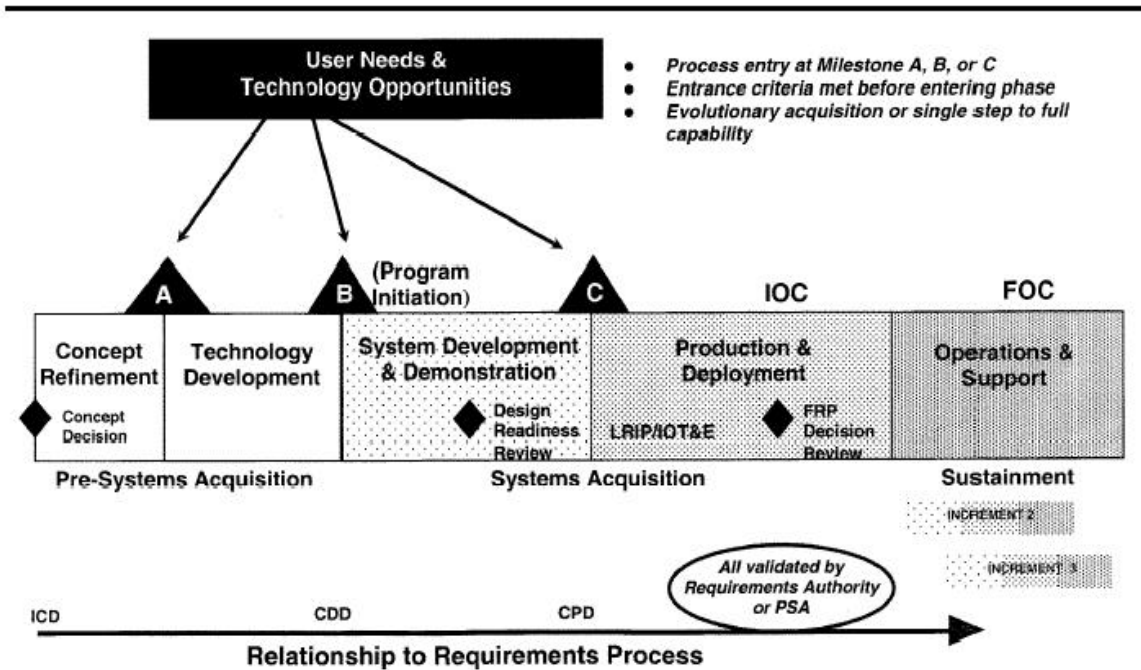 User Needs &
Technology Opportunities
• Process entry at Milestone A, B, or C
• Entrance criteria met before entering phase
• Evolutionary acquisition or single step to full
capability
A
B
(Program
Initiation)
C
IOC
FOC
Concept
Refinement
Technology
Development
System Development
& Demonstration
Production &
Deployment
Operations &
Support
Concept
Decision
Design
Readiness
Review
LRIP/IOT&E
FRP
Decision
Review
Pre-Systems Acquisition
Systems Acquisition
Sustainment
INCREMENT 2
INCREMENT 3
All validated by
Requirements Authority
or PSA
ICD
CDD
CPD
Relationship to Requirements Process